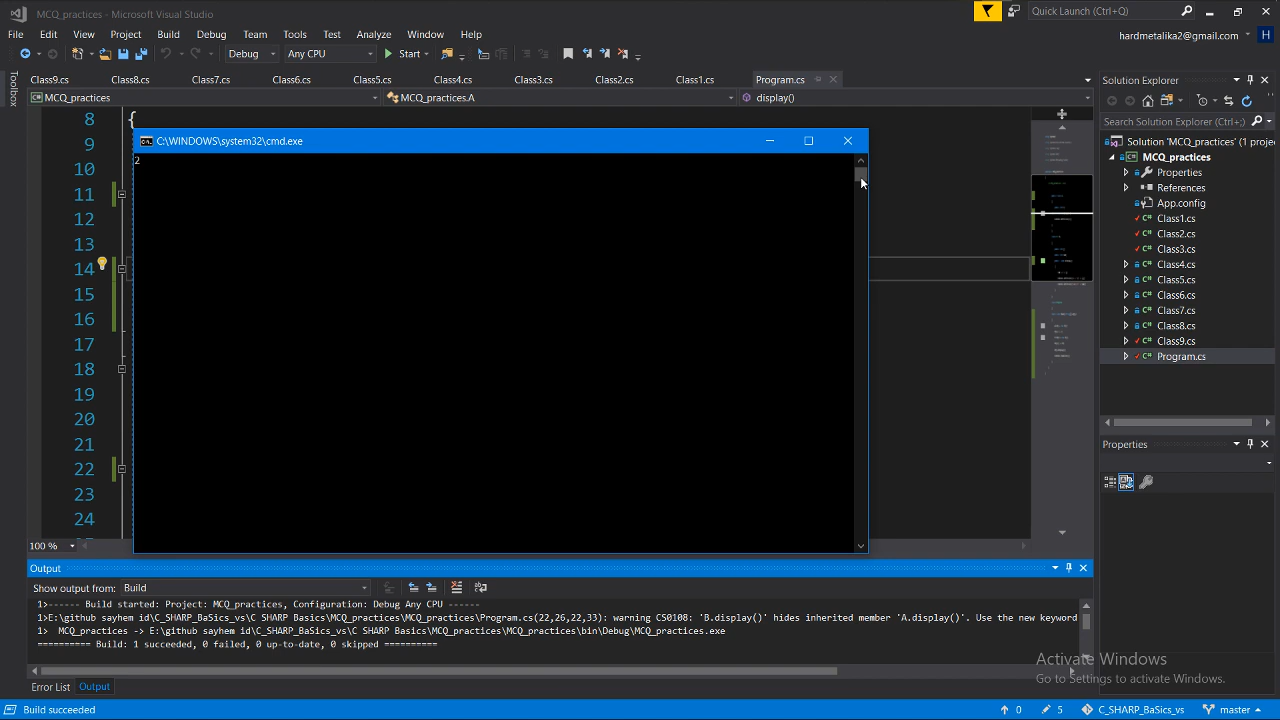 MCQ_practices - Microsoft Visual Studio
Quick Launch (Ctrl+Q)
File Edit View Project Build Debug Team Tools Test Analyze Window Help
hardmetalika2@gmail.com H
Debug Any CPU Start
Toolbox
Class9.cs Class8.cs Class7.cs Class6.cs Class5.cs Class4.cs Class3.cs Class2.cs Class1.cs Program.cs
MCQ_practices MCQ_practices.A display()
8 {
9
10
11
12
13
14
15
16
17
18
19
20
21
22
23
24
100 %
C:\WINDOWS\system32\cmd.exe
2
Solution Explorer
Search Solution Explorer (Ctrl+;)
Solution 'MCQ_practices' (1 projec
MCQ_practices
Properties
References
App.config
Class1.cs
Class2.cs
Class3.cs
Class4.cs
Class5.cs
Class6.cs
Class7.cs
Class8.cs
Class9.cs
Program.cs
Properties
Output
Show output from: Build
1>------ Build started: Project: MCQ_practices, Configuration: Debug Any CPU ------
1>E:\github sayhem id\C_SHARP_BaSics_vs\C SHARP Basics\MCQ_practices\MCQ_practices\Program.cs(22,26,22,33): warning CS0108: 'B.display()' hides inherited member 'A.display()'. Use the new keyword
1>  MCQ_practices -> E:\github sayhem id\C_SHARP_BaSics_vs\C SHARP Basics\MCQ_practices\MCQ_practices\bin\Debug\MCQ_practices.exe
========== Build: 1 succeeded, 0 failed, 0 up-to-date, 0 skipped ==========
Error List Output
Activate Windows
Go to Settings to activate Windows.
Build succeeded
0 5 C_SHARP_BaSics_vs master